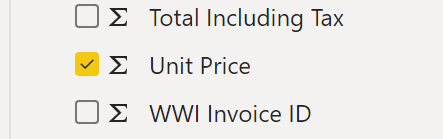 Σ Total Including Tax
Σ Unit Price
Σ WWI Invoice ID